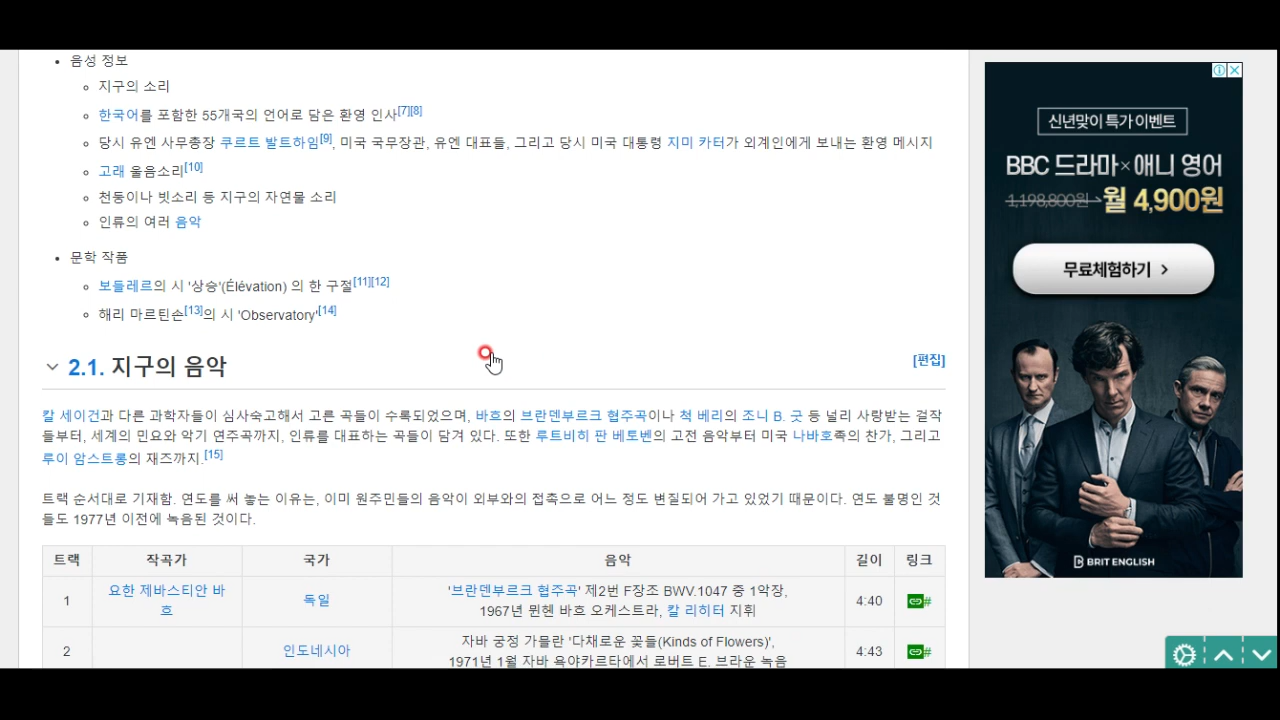 음성 정보
지구의 소리
한국어를 포함한 55개국의 언어로 담은 환영 인사[7][8]
당시 유엔 사무총장 쿠르트 발트하임[9], 미국 국무장관, 유엔 대표들, 그리고 당시 미국 대통령 지미 카터가 외계인에게 보내는 환영 메시지
고래 울음소리[10]
천둥이나 빗소리 등 지구의 자연물 소리
인류의 여러 음악
문학 작품
보들레르의 시 '상승'(Élévation) 의 한 구절[11][12]
해리 마르틴손[13]의 시 'Observatory'[14]
2.1. 지구의 음악
[편집]
칼 세이건과 다른 과학자들이 심사숙고해서 고른 곡들이 수록되었으며, 바흐의 브란덴부르크 협주곡이나 척 베리의 조니 B. 굿 등 널리 사랑받는 걸작
들부터, 세계의 민요와 악기 연주곡까지, 인류를 대표하는 곡들이 담겨 있다. 또한 루트비히 판 베토벤의 고전 음악부터 미국 나바호족의 찬가, 그리고
루이 암스트롱의 재즈까지.[15]
트랙 순서대로 기재함. 연도를 써 놓는 이유는, 이미 원주민들의 음악이 외부와의 접촉으로 어느 정도 변질되어 가고 있었기 때문이다. 연도 불명인 것
들도 1977년 이전에 녹음된 것이다.
트랙 작곡가 국가 음악 길이 링크
1 요한 제바스티안 바흐 독일 '브란덴부르크 협주곡' 제2번 F장조 BWV.1047 중 1악장, 4:40 #
1967년 뮌헨 바흐 오케스트라, 칼 리히터 지휘
2 인도네시아 자바 궁정 가믈란 '다채로운 꽃들(Kinds of Flowers)', 4:43 #
1971년 1월 자바 욕야카르타에서 로버트 E. 브라운 녹음
신년맞이 특가 이벤트
BBC 드라마×애니 영어
1,198,800원→월 4,900원
무료체험하기 >
BRIT ENGLISH